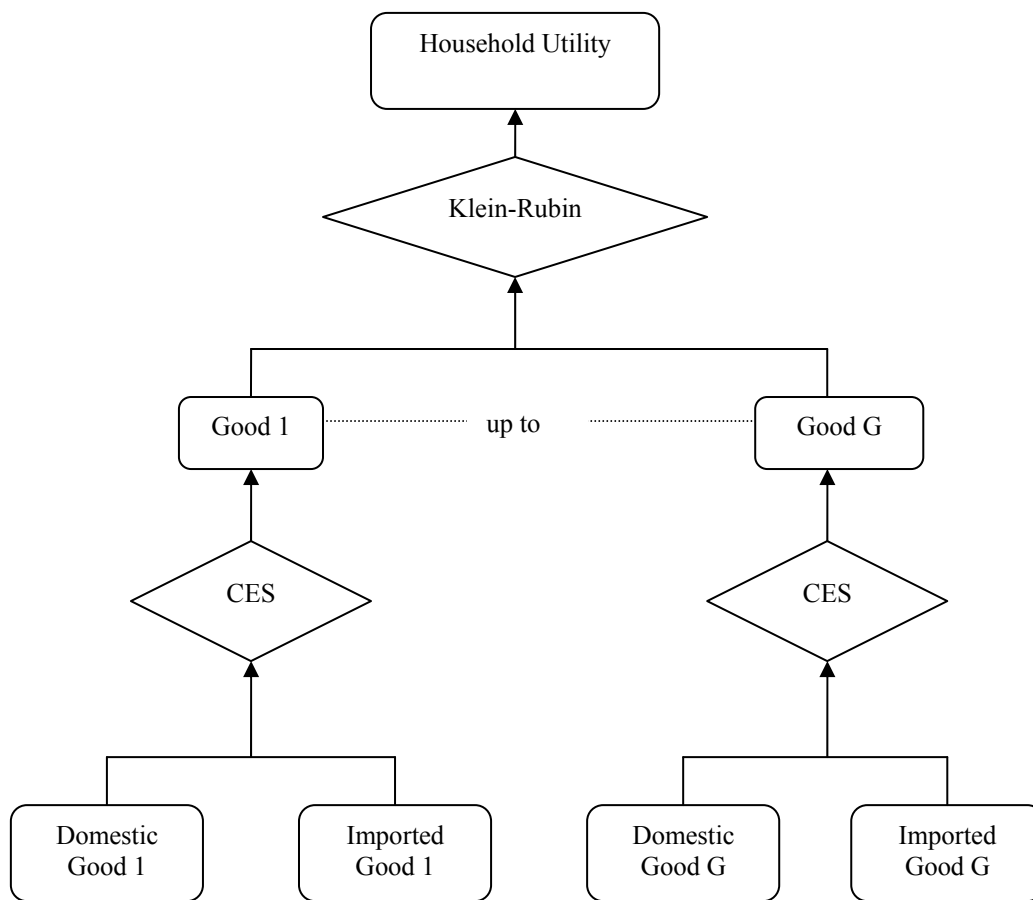 Household Utility
Klein-Rubin
Good 1
up to
Good G
CES
CES
Domestic
Good 1
Imported
Good 1
Domestic
Good G
Imported
Good G